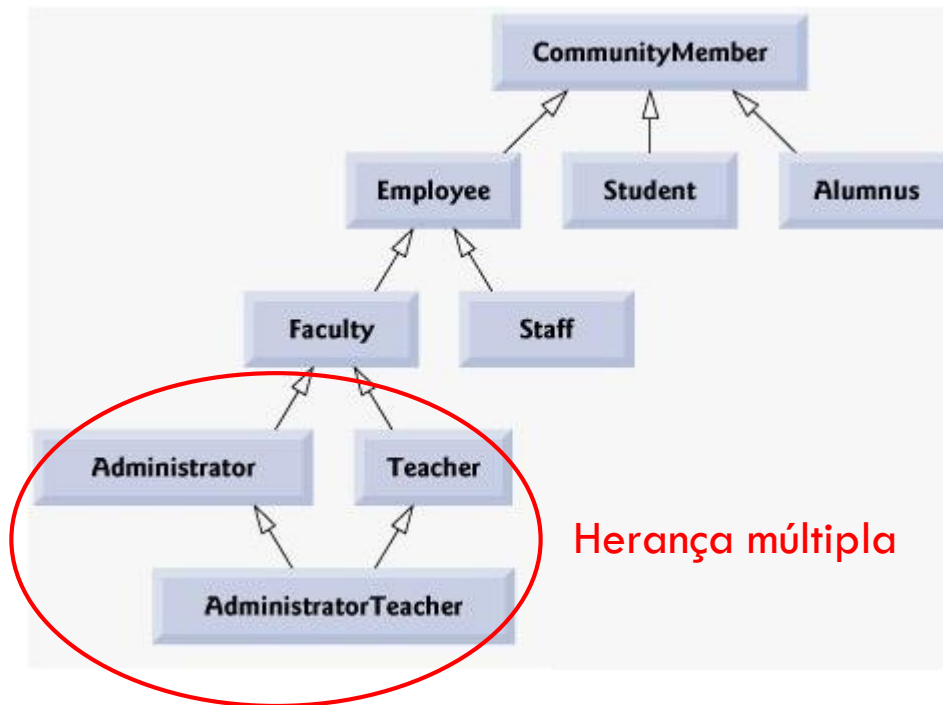 CommunityMember
Employee
Student
Alumnus
Faculty
Staff
Administrator
Teacher
Herança múltipla
AdministratorTeacher